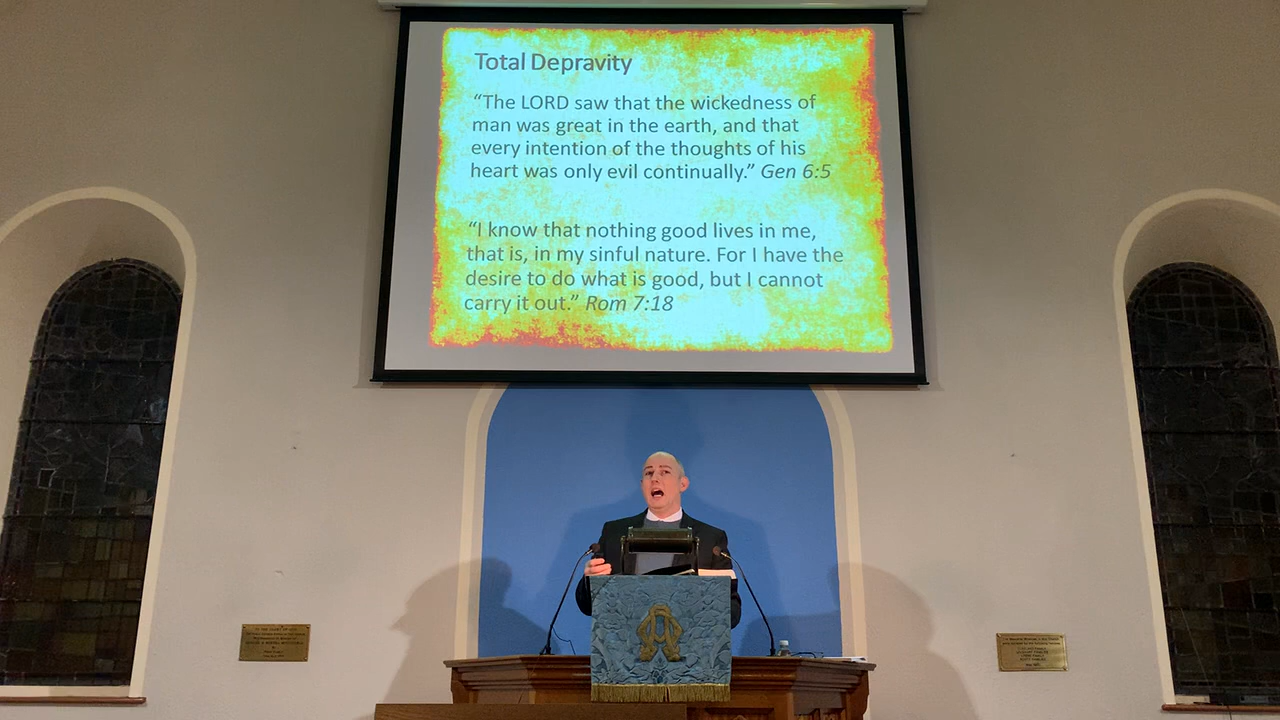 Total Depravity
“The LORD saw that the wickedness of
man was great in the earth, and that
every intention of the thoughts of his
heart was only evil continually.” Gen 6:5
“I know that nothing good lives in me,
that is, in my sinful nature. For I have the
desire to do what is good, but I cannot
carry it out.” Rom 7:18